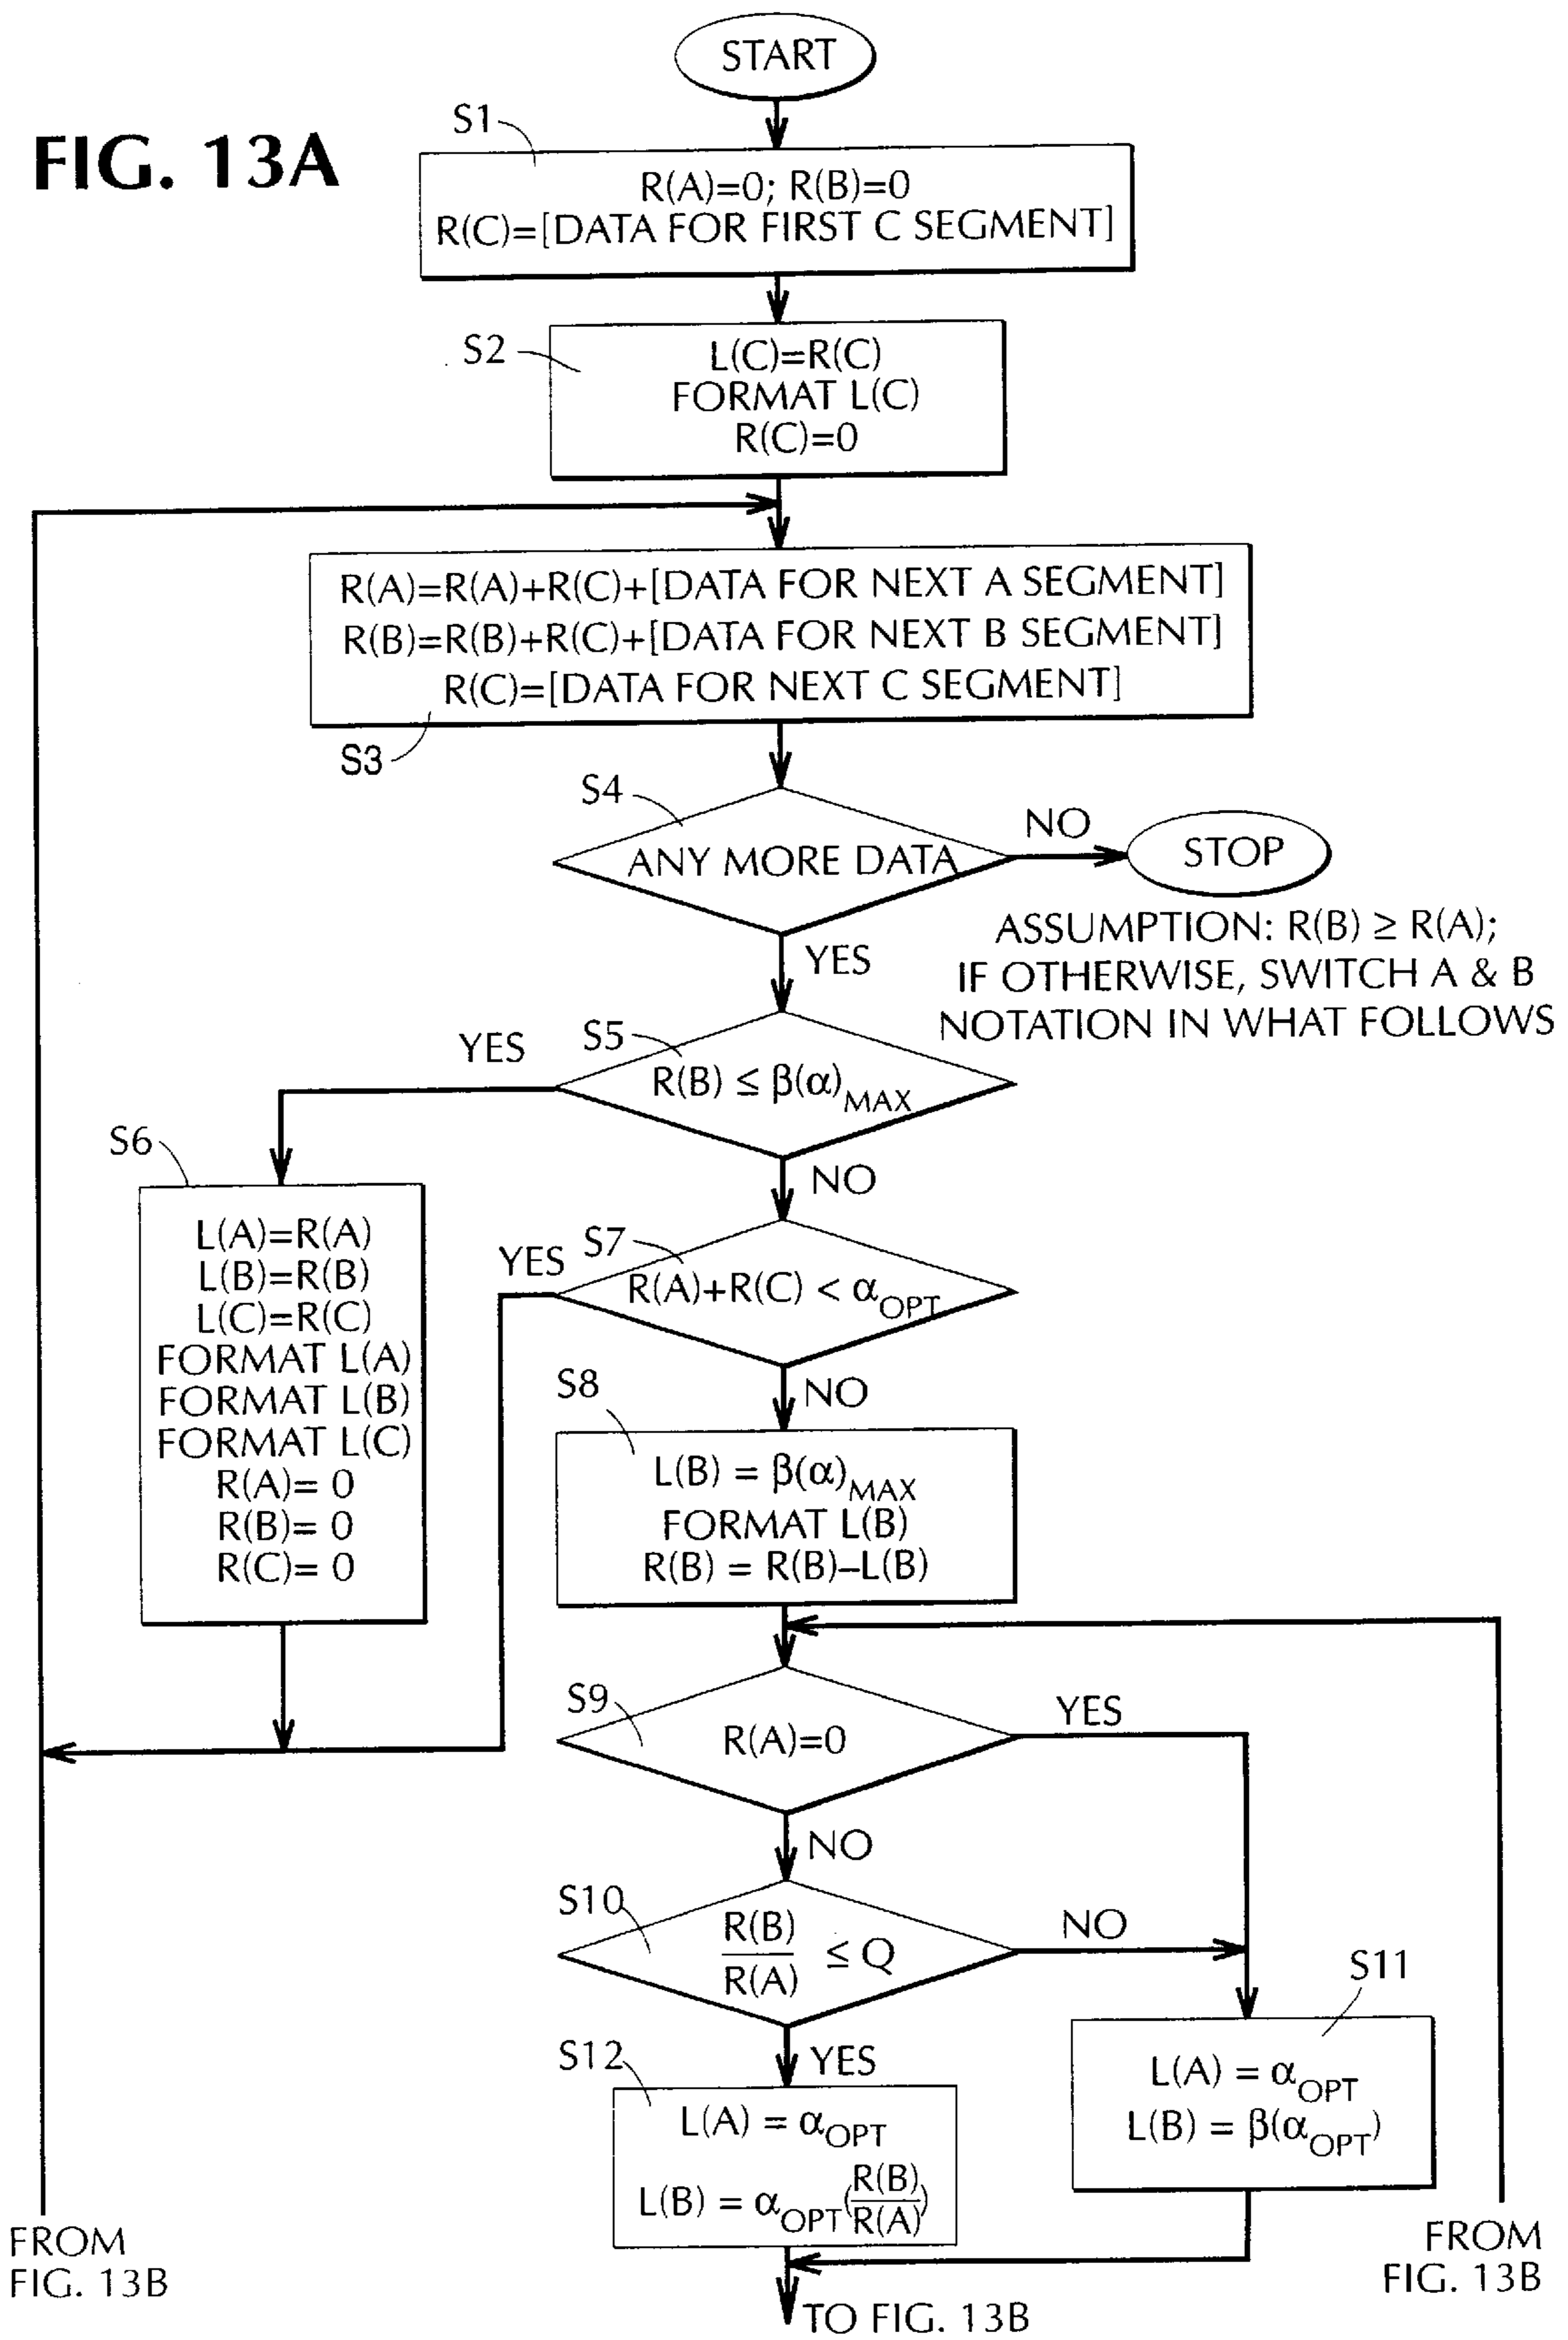 START
S1
FIG. 13A
R(A)=0; R(B)=0
R(C)=[DATA FOR FIRST C SEGMENT]
S2
L(C)=R(C)
FORMAT L(C)
R(C)=0
R(A)=R(A)+R(C)+[DATA FOR NEXT A SEGMENT]
R(B)=R(B)+R(C)+[DATA FOR NEXT B SEGMENT]
R(C)=[DATA FOR NEXT C SEGMENT]
S3
S4
ANY MORE DATA
NO
STOP
YES
ASSUMPTION: R(B) ≥ R(A);
IF OTHERWISE, SWITCH A & B
NOTATION IN WHAT FOLLOWS
S5
YES
R(B) ≤ β(α)MAX
NO
S6
L(A)=R(A)
L(B)=R(B)
L(C)=R(C)
FORMAT L(A)
FORMAT L(B)
FORMAT L(C)
R(A)= 0
R(B)= 0
R(C)= 0
S7
YES
R(A)+R(C) < αOPT
NO
S8
L(B) = β(α)MAX
FORMAT L(B)
R(B) = R(B)–L(B)
S9
R(A)=0
YES
NO
S10
R(B)
R(A) ≤ Q
NO
YES
S11
L(A) = αOPT
L(B) = β(αOPT)
S12
L(A) = αOPT
L(B) = αOPT(R(B)/R(A))
FROM
FIG. 13B
FROM
FIG. 13B
TO FIG. 13B